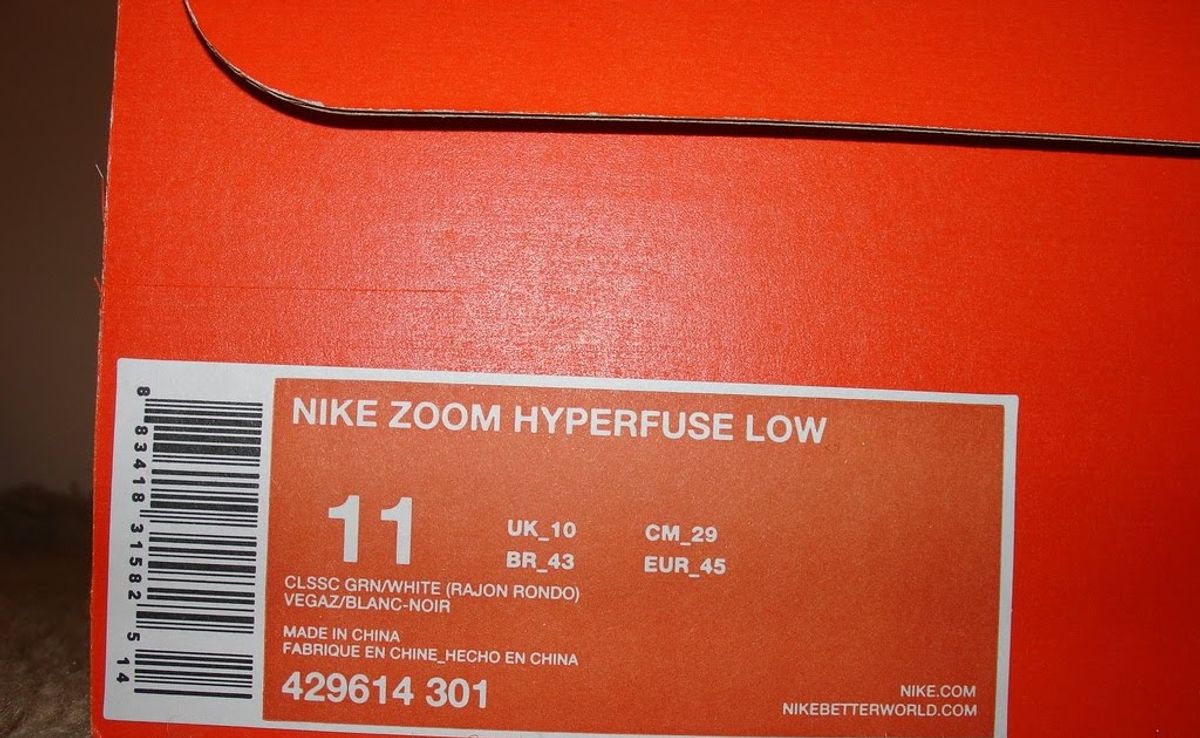 NIKE ZOOM HYPERFUSE LOW
11
UK_10 CM_29
BR_43 EUR_45
CLSSC GRN/WHITE (RAJON RONDO)
VEGAZ/BLANC-NOIR
MADE IN CHINA
FABRIQUE EN CHINE_HECHO EN CHINA
429614 301
NIKE.COM
NIKEBETTERWORLD.COM
8 83418 31582 5 14